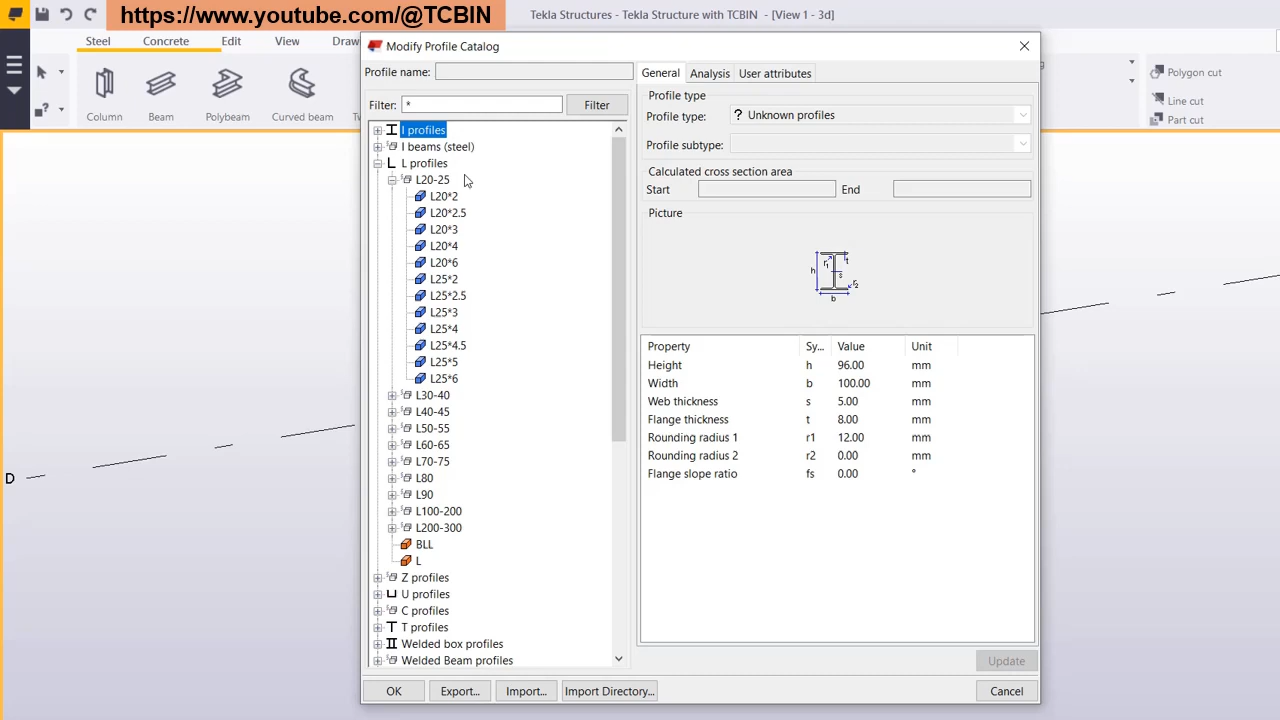 https://www.youtube.com/@TCBIN
Tekla Structures - Tekla Structure with TCBIN - [View 1 - 3d]
Steel
Concrete
Edit
View
Column
Beam
Polybeam
Curved beam
Polygon cut
Line cut
Part cut
D
Modify Profile Catalog
Profile name:
Filter: *
Filter
I profiles
I beams (steel)
L profiles
L20-25
L20*2
L20*2.5
L20*3
L20*4
L20*6
L25*2
L25*2.5
L25*3
L25*4
L25*4.5
L25*5
L25*6
L30-40
L40-45
L50-55
L60-65
L70-75
L80
L90
L100-200
L200-300
BLL
L
Z profiles
U profiles
C profiles
T profiles
Welded box profiles
Welded Beam profiles
General Analysis User attributes
Profile type
Profile type: ? Unknown profiles
Profile subtype:
Calculated cross section area
Start End
Picture
h
r1
t
s
r2
b
Property Sy... Value Unit
Height h 96.00 mm
Width b 100.00 mm
Web thickness s 5.00 mm
Flange thickness t 8.00 mm
Rounding radius 1 r1 12.00 mm
Rounding radius 2 r2 0.00 mm
Flange slope ratio fs 0.00 °
Update
OK Export... Import... Import Directory... Cancel